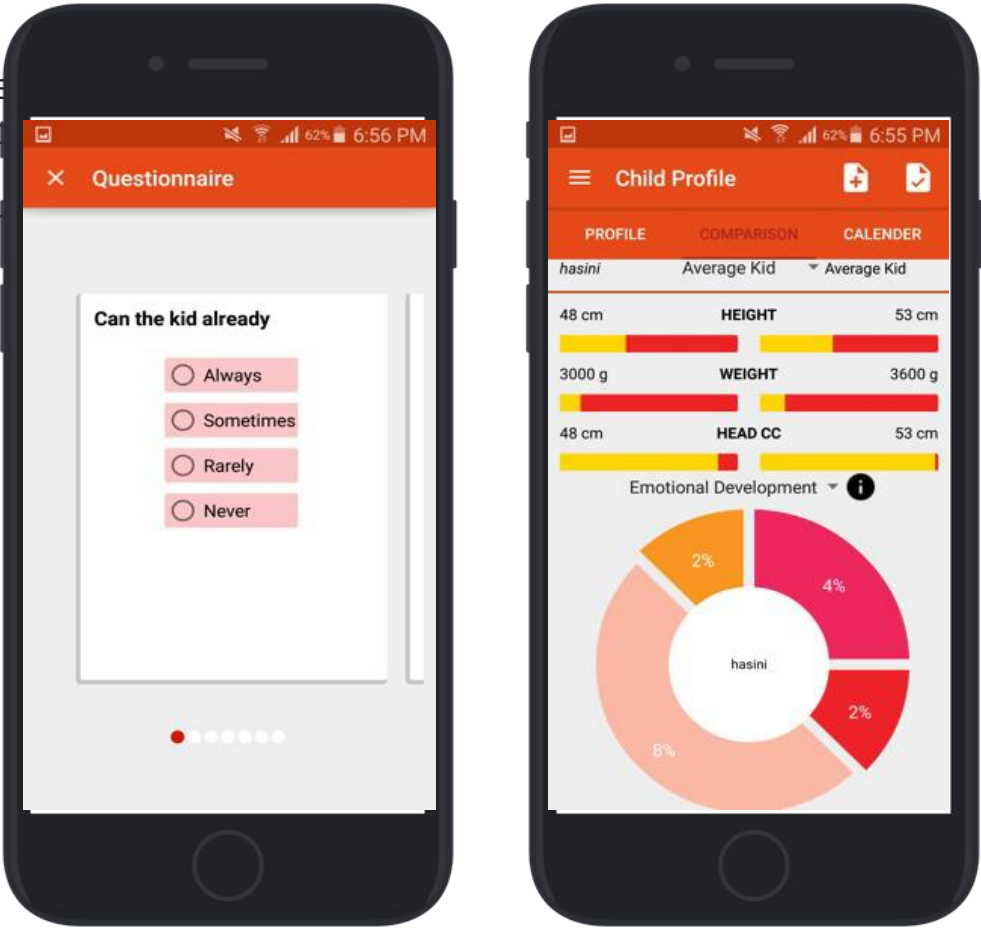 62% 6:56 PM
Questionnaire
Can the kid already
Always
Sometimes
Rarely
Never
62% 6:55 PM
Child Profile
PROFILE COMPARISON CALENDER
hasini Average Kid Average Kid
48 cm HEIGHT 53 cm
3000 g WEIGHT 3600 g
48 cm HEAD CC 53 cm
Emotional Development
2%
4%
hasini
2%
8%